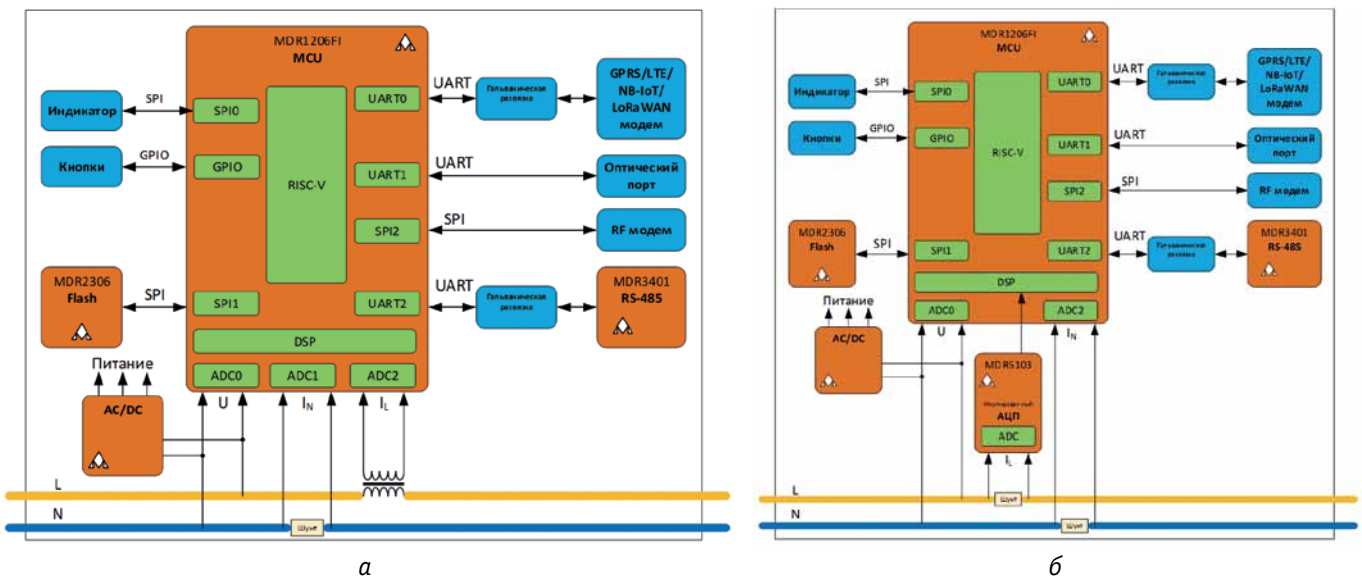 MDR1206FI
MCU
Индикатор
SPI
SPI0
Кнопки
GPIO
GPIO
RISC-V
UART0
UART
Гальваническая
развязка
GPRS/LTE/
NB-IoT/
LoRaWAN
модем
UART1
UART
Оптический
порт
SPI2
SPI
RF модем
MDR2306
Flash
SPI
SPI1
UART2
UART
Гальваническая
развязка
MDR3401
RS-485
DSP
ADC0
ADC1
ADC2
Питание
AC/DC
U
IN
IL
L
N
Шунт
а
MDR1206FI
MCU
Индикатор
SPI
SPI0
Кнопки
GPIO
GPIO
RISC-V
UART0
UART
Гальваническая
развязка
GPRS/LTE/
NB-IoT/
LoRaWAN
модем
UART1
UART
Оптический
порт
SPI2
SPI
RF модем
MDR2306
Flash
SPI
SPI1
UART2
UART
Гальваническая
развязка
MDR3401
RS-485
DSP
ADC0
ADC2
Питание
AC/DC
U
IN
MDR5103
Изолированный
АЦП
ADC
IL
L
N
Шунт
Шунт
б